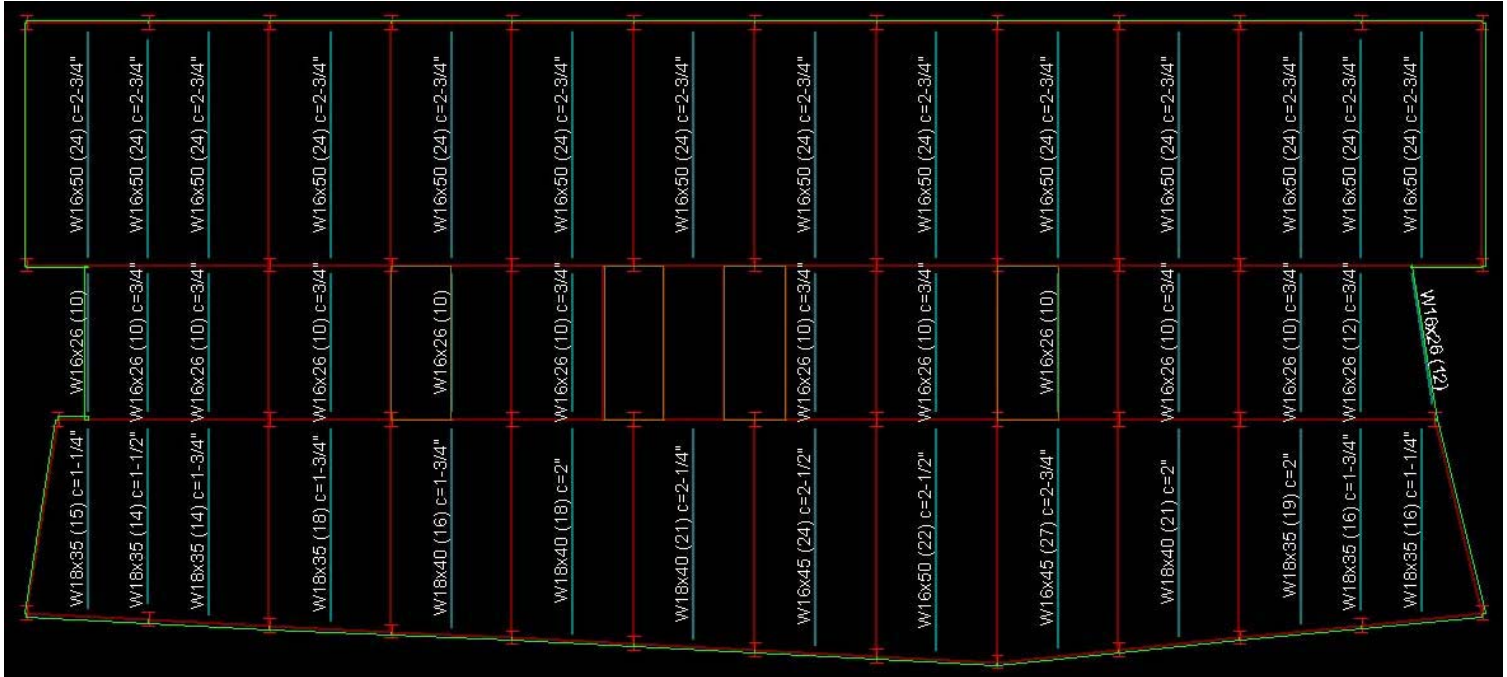 W16x50 (24) c=2-3/4"
W16x50 (24) c=2-3/4"
W16x50 (24) c=2-3/4"
W16x50 (24) c=2-3/4"
W16x50 (24) c=2-3/4"
W16x50 (24) c=2-3/4"
W16x50 (24) c=2-3/4"
W16x50 (24) c=2-3/4"
W16x50 (24) c=2-3/4"
W16x50 (24) c=2-3/4"
W16x50 (24) c=2-3/4"
W16x50 (24) c=2-3/4"
W16x50 (24) c=2-3/4"
W16x50 (24) c=2-3/4"
W16x26 (10)
W16x26 (10) c=3/4"
W16x26 (10) c=3/4"
W16x26 (10) c=3/4"
W16x26 (10)
W16x26 (10) c=3/4"
W16x26 (10) c=3/4"
W16x26 (10) c=3/4"
W16x26 (10)
W16x26 (10) c=3/4"
W16x26 (10) c=3/4"
W16x26 (12) c=3/4"
W16x26 (12)
W18x35 (15) c=1-1/4"
W18x35 (14) c=1-1/2"
W18x35 (14) c=1-3/4"
W18x35 (18) c=1-3/4"
W18x40 (16) c=1-3/4"
W18x40 (18) c=2"
W18x40 (21) c=2-1/4"
W16x45 (24) c=2-1/2"
W16x50 (22) c=2-1/2"
W16x45 (27) c=2-3/4"
W18x40 (21) c=2"
W18x35 (19) c=2"
W18x35 (16) c=1-3/4"
W18x35 (16) c=1-1/4"